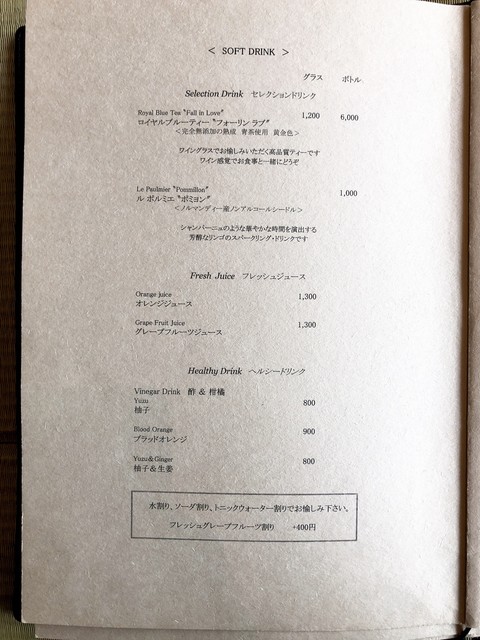 < SOFT DRINK >
グラス ボトル
Selection Drink セレクションドリンク
Royal Blue Tea "Fall in Love"
ロイヤルブルーティー "フォーリン ラブ" 1,200 6,000
<完全無添加の熟成 青茶使用 黄金色>
ワイングラスでお愉しみいただく高品質ティーです
ワイン感覚でお食事と一緒にどうぞ
Le Paulmier "Pommillon"
ル ポルミエ "ポミヨン" 1,000
<ノルマンディー産ノンアルコールシードル>
シャンパーニュのような華やかな時間を演出する
芳醇なリンゴのスパークリング・ドリンクです
Fresh Juice フレッシュジュース
Orange juice 1,300
オレンジジュース
Grape Fruit Juice 1,300
グレープフルーツジュース
Healthy Drink ヘルシードリンク
Vinegar Drink 酢 & 柑橘
Yuzu 800
柚子
Blood Orange 900
ブラッドオレンジ
Yuzu&Ginger 800
柚子&生姜
水割り、ソーダ割り、トニックウォーター割りでお愉しみ下さい。
フレッシュグレープフルーツ割り +400円